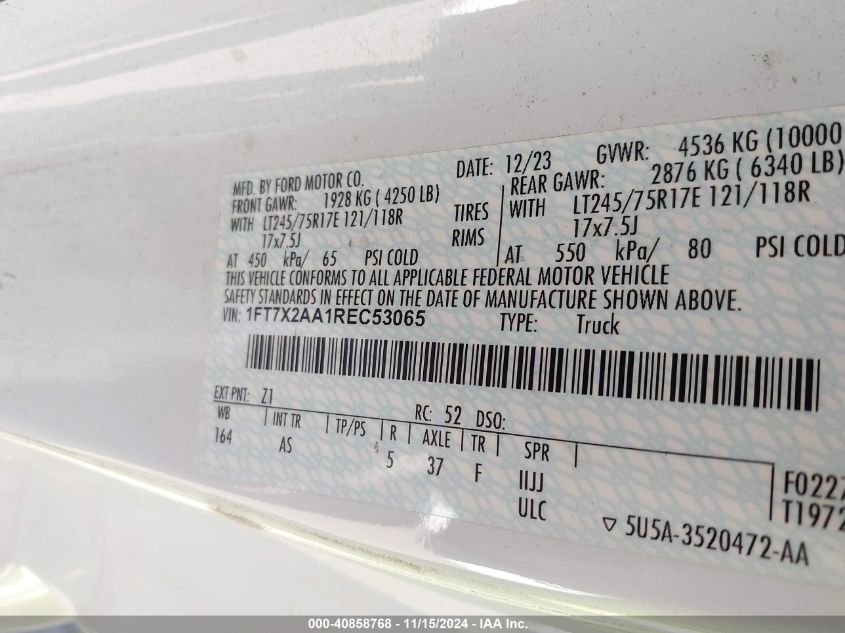 MFD. BY FORD MOTOR CO.
DATE: 12/23
GVWR: 4536 KG (10000
FRONT GAWR: 1928 KG ( 4250 LB)
REAR GAWR: 2876 KG ( 6340 LB)
WITH LT245/75R17E 121/118R TIRES
WITH LT245/75R17E 121/118R
17x7.5J RIMS
17x7.5J
AT 450 kPa/ 65 PSI COLD
AT 550 kPa/ 80 PSI COLD
THIS VEHICLE CONFORMS TO ALL APPLICABLE FEDERAL MOTOR VEHICLE
SAFETY STANDARDS IN EFFECT ON THE DATE OF MANUFACTURE SHOWN ABOVE.
VIN: 1FT7X2AA1REC53065
TYPE: Truck
EXT PNT: Z1
RC: 52 DSO:
WB INT TR TP/PS R AXLE TR SPR
164 AS 5 37 F IIJJ
ULC
F0227
T1972
5U5A-3520472-AA
000-40858768 - 11/15/2024 - IAA Inc.